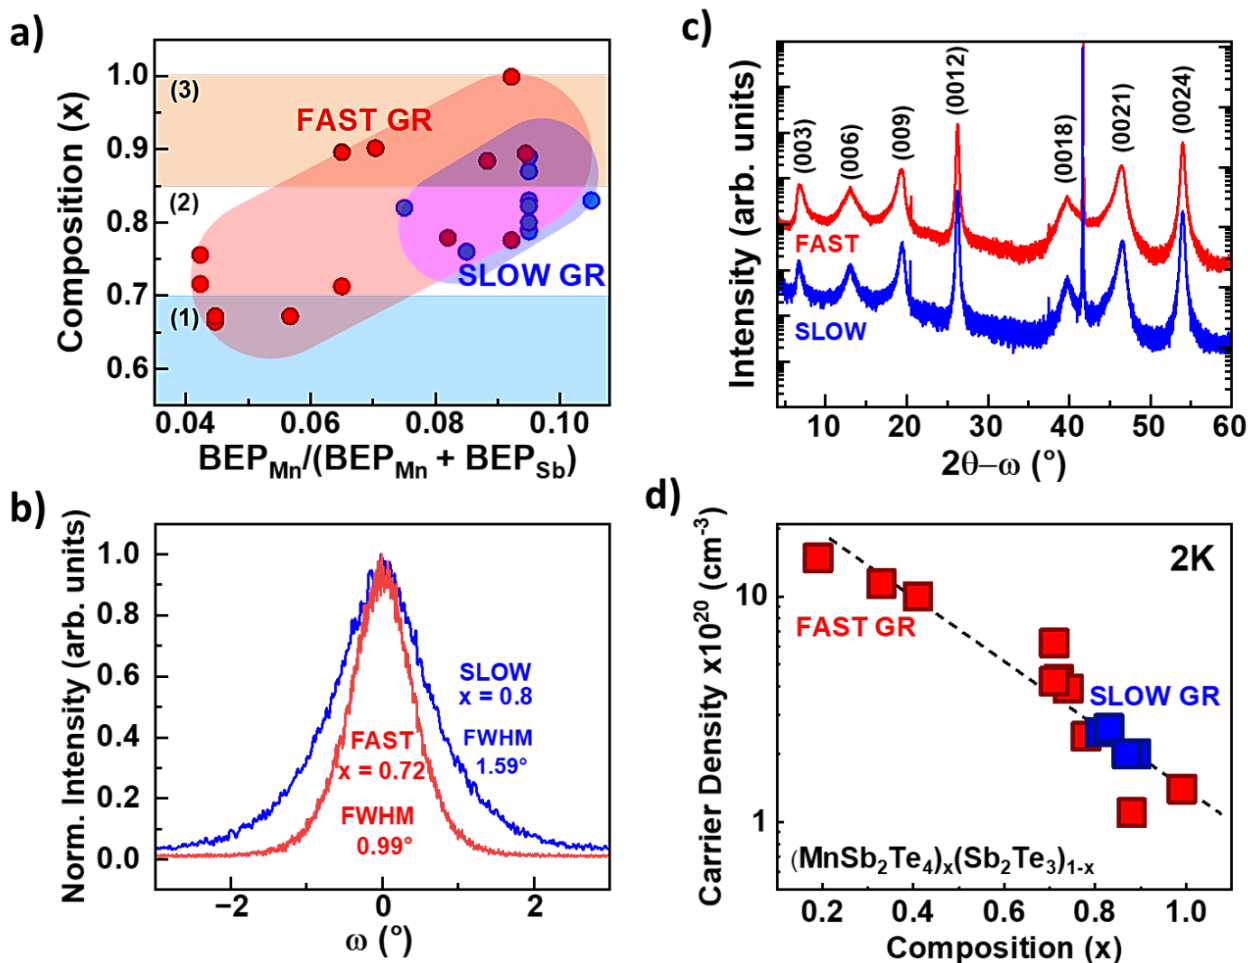 a)
Composition (x)
1.0
0.9
0.8
0.7
0.6
(3)
(2)
(1)
FAST GR
SLOW GR
0.04 0.06 0.08 0.10
BEP_Mn/(BEP_Mn + BEP_Sb)
b)
Norm. Intensity (arb. units)
1.0
0.8
0.6
0.4
0.2
0.0
SLOW
x = 0.8
FWHM
1.59°
FAST
x = 0.72
FWHM
0.99°
−2 0 2
ω (°)
c)
Intensity (arb. units)
(003)
(006)
(009)
(0012)
(0018)
(0021)
(0024)
FAST
SLOW
10 20 30 40 50 60
2θ−ω (°)
d)
Carrier Density x10²⁰ (cm⁻³)
10
1
2K
FAST GR
SLOW GR
(MnSb₂Te₄)ₓ(Sb₂Te₃)₁₋ₓ
0.2 0.4 0.6 0.8 1.0
Composition (x)